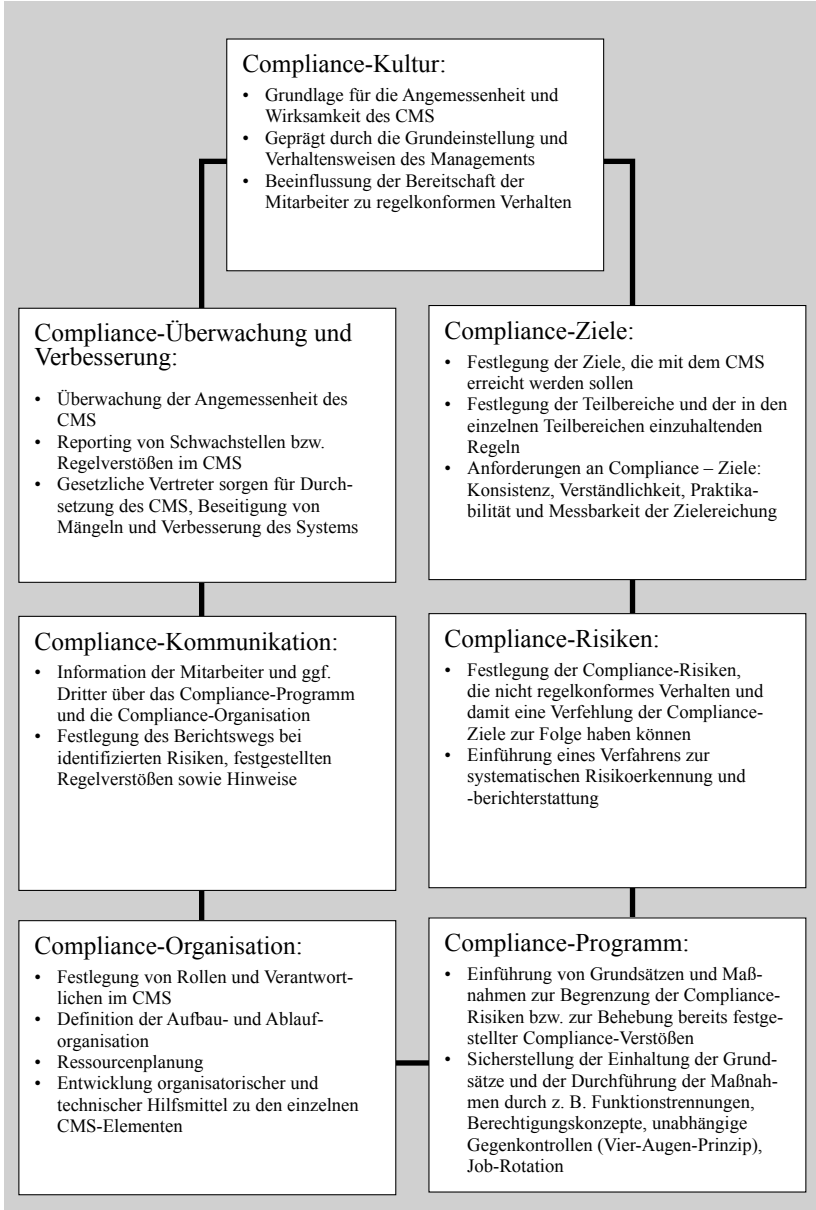 Compliance-Kultur:
• Grundlage für die Angemessenheit und
Wirksamkeit des CMS
• Geprägt durch die Grundeinstellung und
Verhaltensweisen des Managements
• Beeinflussung der Bereitschaft der
Mitarbeiter zu regelkonformen Verhalten
Compliance-Überwachung und
Verbesserung:
• Überwachung der Angemessenheit des
CMS
• Reporting von Schwachstellen bzw.
Regelverstößen im CMS
• Gesetzliche Vertreter sorgen für Durch-
setzung des CMS, Beseitigung von
Mängeln und Verbesserung des Systems
Compliance-Ziele:
• Festlegung der Ziele, die mit dem CMS
erreicht werden sollen
• Festlegung der Teilbereiche und der in den
einzelnen Teilbereichen einzuhaltenden
Regeln
• Anforderungen an Compliance – Ziele:
Konsistenz, Verständlichkeit, Praktika-
bilität und Messbarkeit der Zielereichung
Compliance-Kommunikation:
• Information der Mitarbeiter und ggf.
Dritter über das Compliance-Programm
und die Compliance-Organisation
• Festlegung des Berichtswegs bei
identifizierten Risiken, festgestellten
Regelverstößen sowie Hinweise
Compliance-Risiken:
• Festlegung der Compliance-Risiken,
die nicht regelkonformes Verhalten und
damit eine Verfehlung der Compliance-
Ziele zur Folge haben können
• Einführung eines Verfahrens zur
systematischen Risikoerkennung und
-berichterstattung
Compliance-Organisation:
• Festlegung von Rollen und Verantwort-
lichen im CMS
• Definition der Aufbau- und Ablauf-
organisation
• Ressourcenplanung
• Entwicklung organisatorischer und
technischer Hilfsmittel zu den einzelnen
CMS-Elementen
Compliance-Programm:
• Einführung von Grundsätzen und Maß-
nahmen zur Begrenzung der Compliance-
Risiken bzw. zur Behebung bereits festge-
stellter Compliance-Verstößen
• Sicherstellung der Einhaltung der Grund-
sätze und der Durchführung der Maßnah-
men durch z. B. Funktionstrennungen,
Berechtigungskonzepte, unabhängige
Gegenkontrollen (Vier-Augen-Prinzip),
Job-Rotation